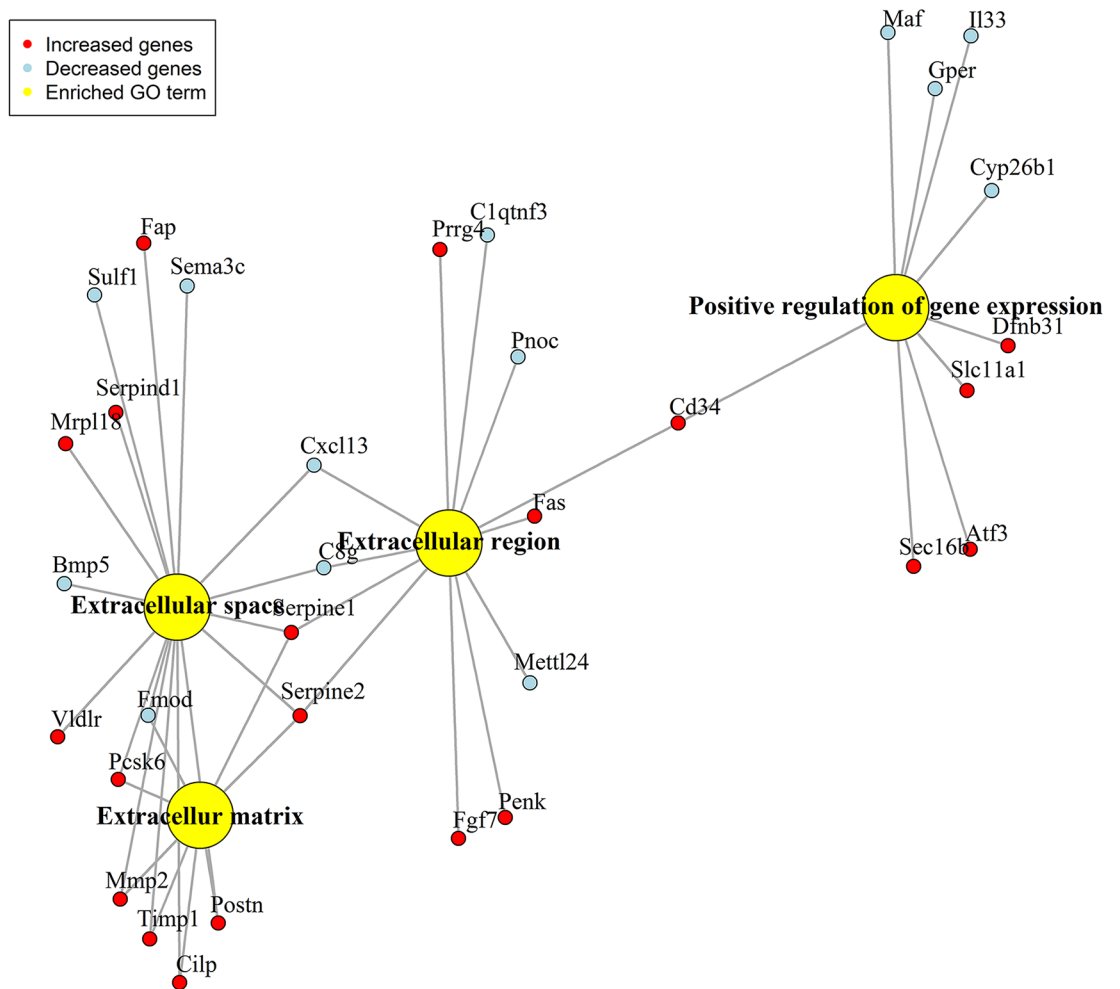 Increased genes
Decreased genes
Enriched GO term
Maf
Il33
Gper
Cyp26b1
C1qtnf3
Fap
Prrg4
Sema3c
Sulf1
Positive regulation of gene expression
Dfnb31
Pnoc
Slc11a1
Serpind1
Cd34
Mrpl18
Cxcl13
Fas
Atf3
Extracellular region
Sec16b
C8g
Bmp5
Extracellular space
Serpine1
Mettl24
Serpine2
Fmod
Vldlr
Pcsk6
Penk
Extracellur matrix
Fgf7
Mmp2
Postn
Timp1
Cilp